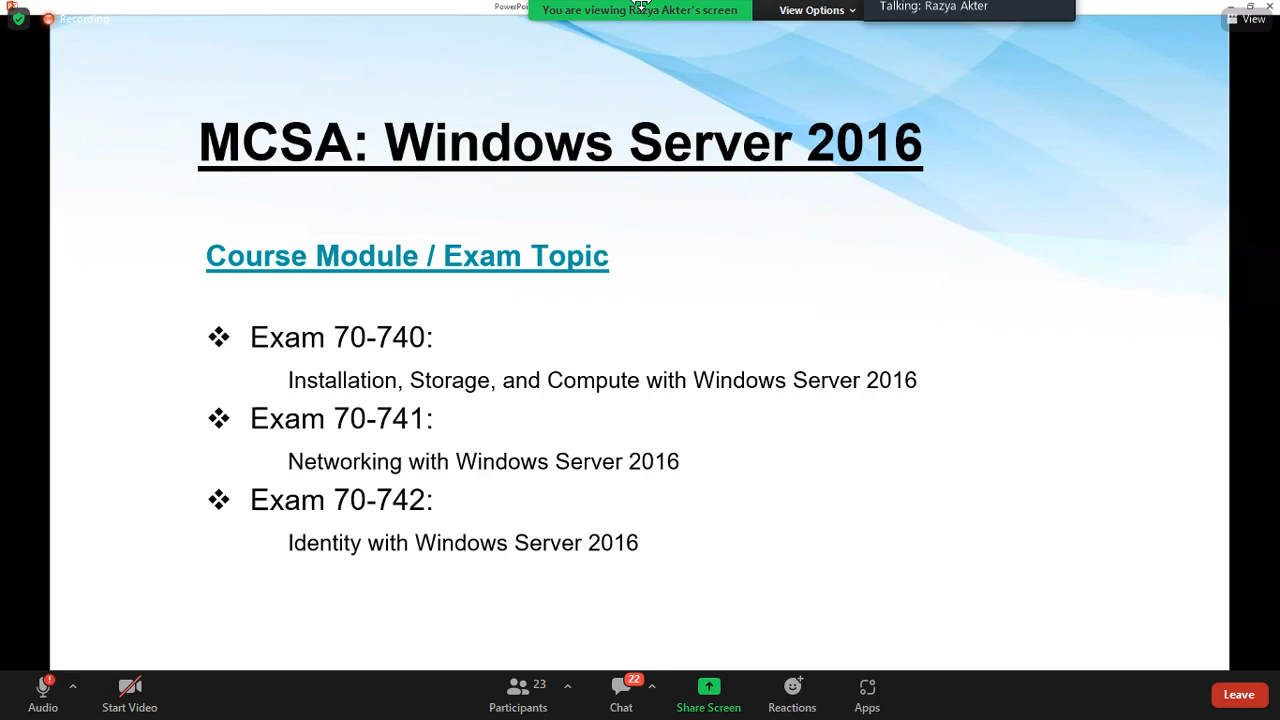 PowerPoi
You are viewing Razya Akter's screen
View Options
Talking: Razya Akter
Recording
View
MCSA: Windows Server 2016
Course Module / Exam Topic
❖ Exam 70-740:
Installation, Storage, and Compute with Windows Server 2016
❖ Exam 70-741:
Networking with Windows Server 2016
❖ Exam 70-742:
Identity with Windows Server 2016
23
22
Audio
Start Video
Participants
Chat
Share Screen
Reactions
Apps
Leave